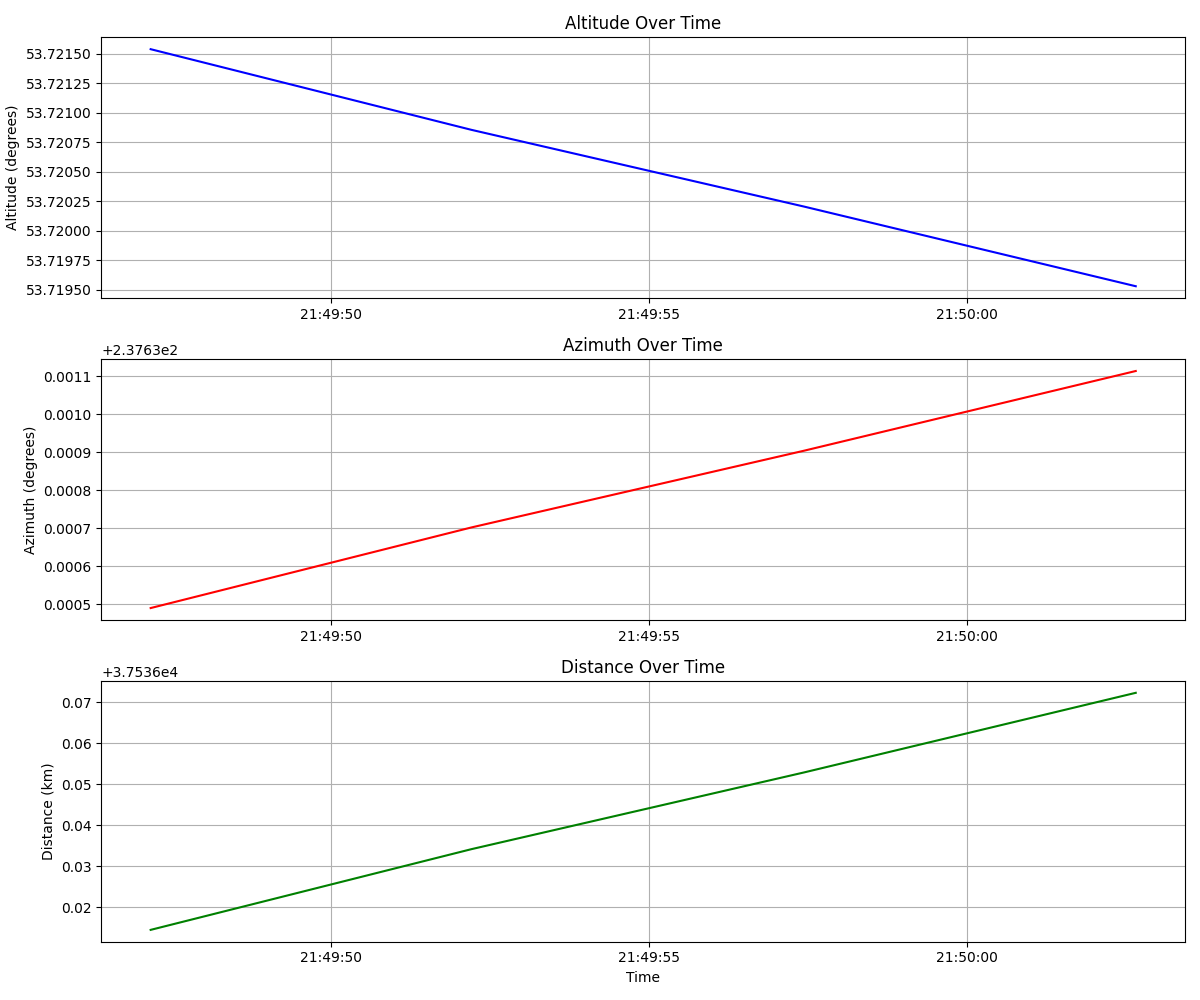 Altitude Over Time
Altitude (degrees)
53.72150
53.72125
53.72100
53.72075
53.72050
53.72025
53.72000
53.71975
53.71950
21:49:50 21:49:55 21:50:00
Azimuth Over Time
+2.3763e2
Azimuth (degrees)
0.0011
0.0010
0.0009
0.0008
0.0007
0.0006
0.0005
21:49:50 21:49:55 21:50:00
Distance Over Time
+3.7536e4
Distance (km)
0.07
0.06
0.05
0.04
0.03
0.02
21:49:50 21:49:55 21:50:00
Time